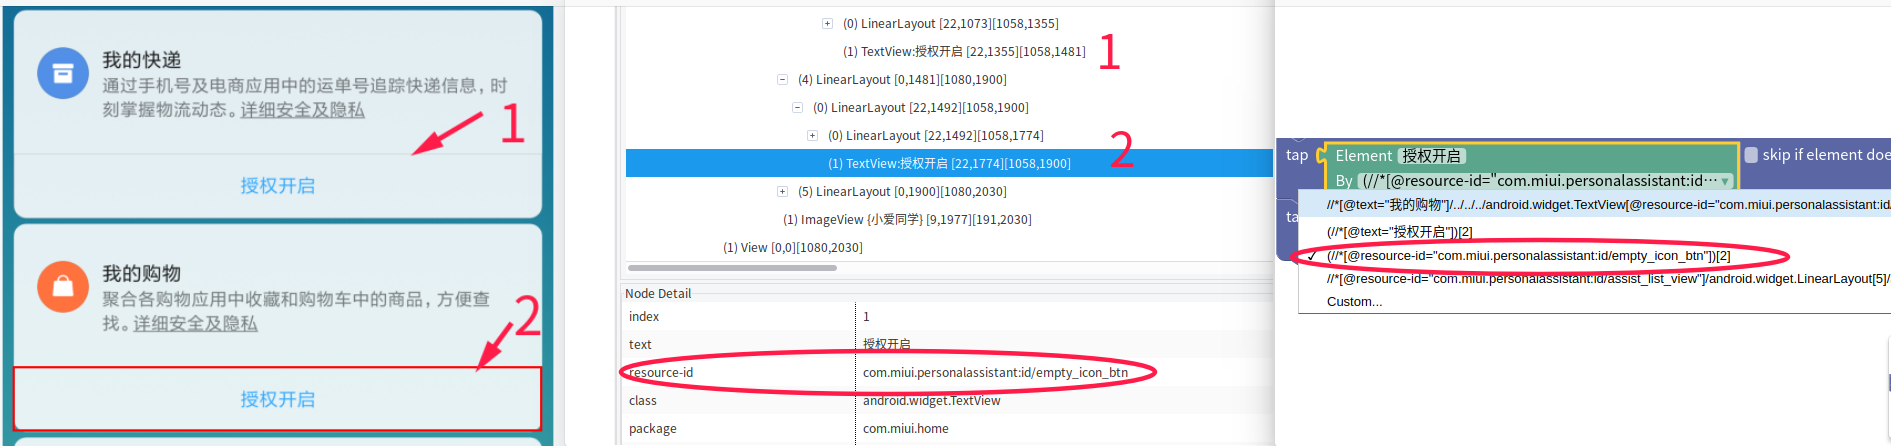 我的快递
通过手机号及电商应用中的运单号追踪快递信息，时
刻掌握物流动态。详细安全及隐私
1
授权开启
我的购物
聚合各购物应用中收藏和购物车中的商品，方便查
找。详细安全及隐私
2
授权开启
(0) LinearLayout [22,1073][1058,1355]
(1) TextView:授权开启 [22,1355][1058,1481]
1
(4) LinearLayout [0,1481][1080,1900]
(0) LinearLayout [22,1492][1058,1900]
(0) LinearLayout [22,1492][1058,1774]
2
(1) TextView:授权开启 [22,1774][1058,1900]
(5) LinearLayout [0,1900][1080,2030]
(1) ImageView {小爱同学} [9,1977][191,2030]
(1) View [0,0][1080,2030]
Node Detail
index 1
text 授权开启
resource-id com.miui.personalassistant:id/empty_icon_btn
class android.widget.TextView
package com.miui.home
tap Element 授权开启 skip if element doe
By (//*[@resource-id="com.miui.personalassistant:id···
ta
//*[@text="我的购物"]/../../../android.widget.TextView[@resource-id="com.miui.personalassistant:id/
(//*[@text="授权开启"])[2]
✓ (//*[@resource-id="com.miui.personalassistant:id/empty_icon_btn"])[2]
//*[@resource-id="com.miui.personalassistant:id/assist_list_view"]/android.widget.LinearLayout[5]/
Custom...